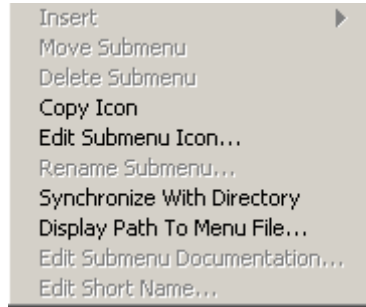 Insert
Move Submenu
Delete Submenu
Copy Icon
Edit Submenu Icon...
Rename Submenu...
Synchronize With Directory
Display Path To Menu File...
Edit Submenu Documentation...
Edit Short Name...